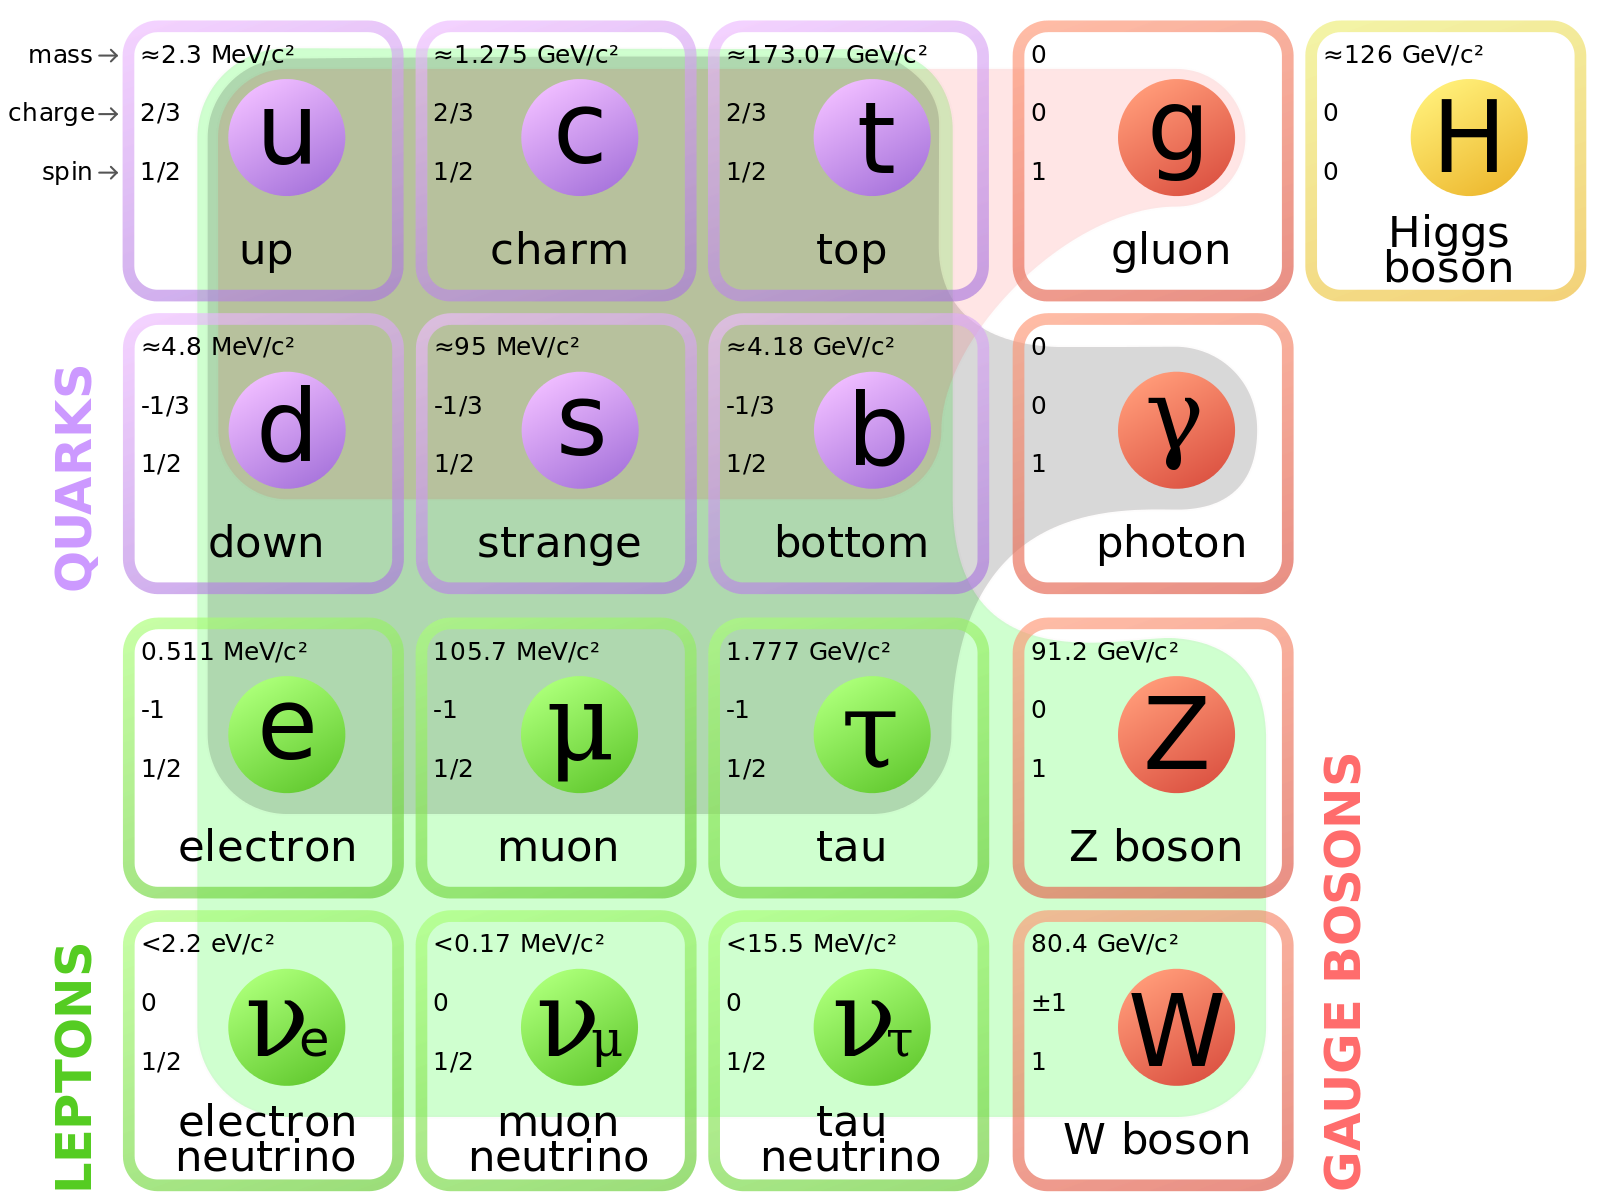 mass→
charge→
spin→
≈2.3 MeV/c²
2/3
1/2
u
up
≈1.275 GeV/c²
2/3
1/2
c
charm
≈173.07 GeV/c²
2/3
1/2
t
top
0
0
1
g
gluon
≈126 GeV/c²
0
0
H
Higgs
boson
QUARKS
≈4.8 MeV/c²
-1/3
1/2
d
down
≈95 MeV/c²
-1/3
1/2
s
strange
≈4.18 GeV/c²
-1/3
1/2
b
bottom
0
0
1
γ
photon
0.511 MeV/c²
-1
1/2
e
electron
105.7 MeV/c²
-1
1/2
μ
muon
1.777 GeV/c²
-1
1/2
τ
tau
91.2 GeV/c²
0
1
Z
Z boson
LEPTONS
<2.2 eV/c²
0
1/2
νe
electron
neutrino
<0.17 MeV/c²
0
1/2
νμ
muon
neutrino
<15.5 MeV/c²
0
1/2
ντ
tau
neutrino
80.4 GeV/c²
±1
1
W
W boson
GAUGE BOSONS